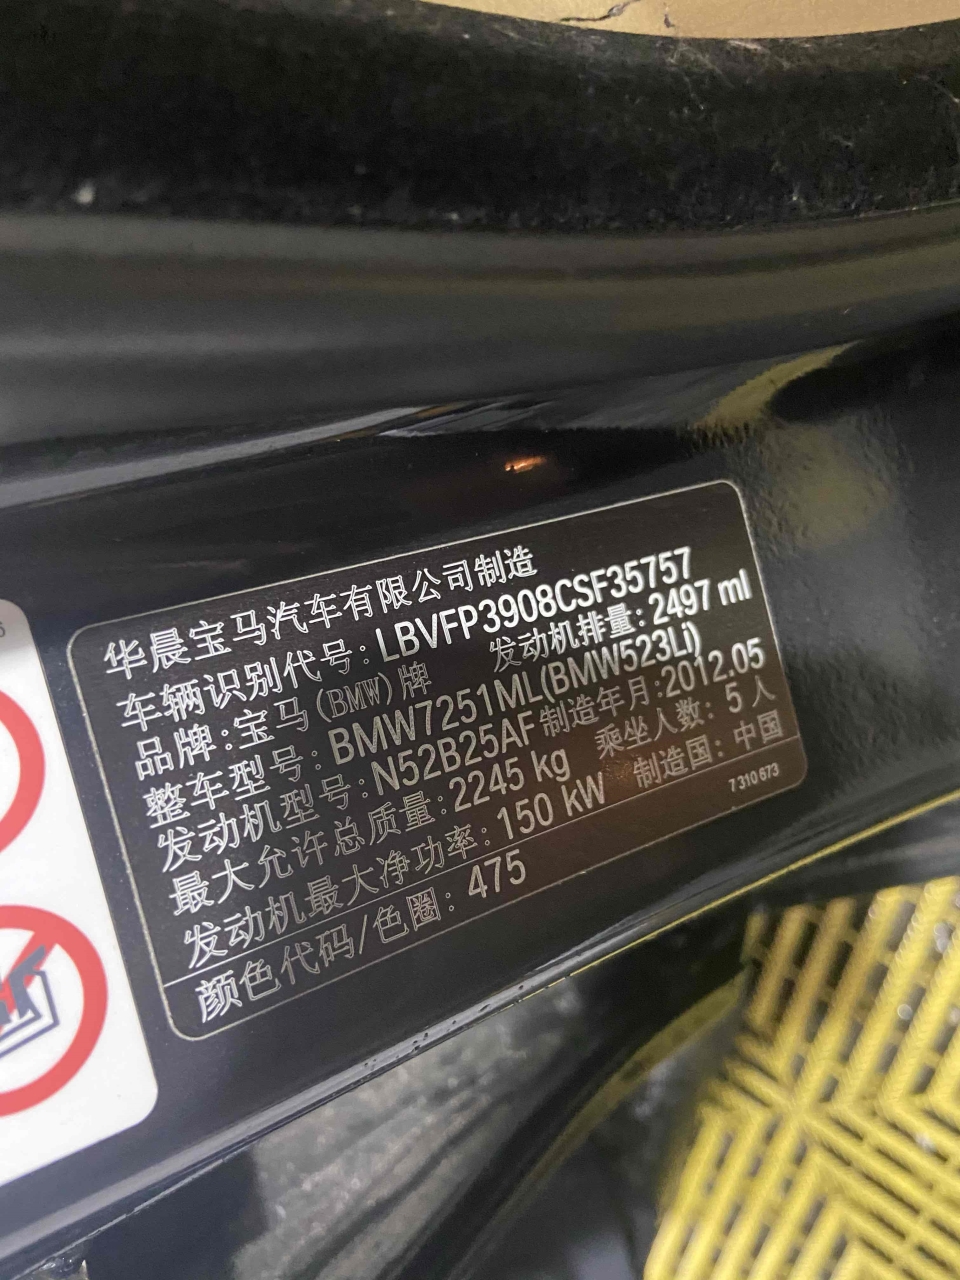 华晨宝马汽车有限公司制造
车辆识别代号: LBVFP3908CSF35757
品牌:宝马(BMW)牌 发动机排量: 2497 ml
整车型号: BMW7251ML(BMW523Li)
发动机型号: N52B25AF 制造年月:2012.05
最大允许总质量: 2245 kg 乘坐人数: 5 人
发动机最大净功率: 150 kW 制造国: 中国
颜色代码/色圈: 475 7 310 673